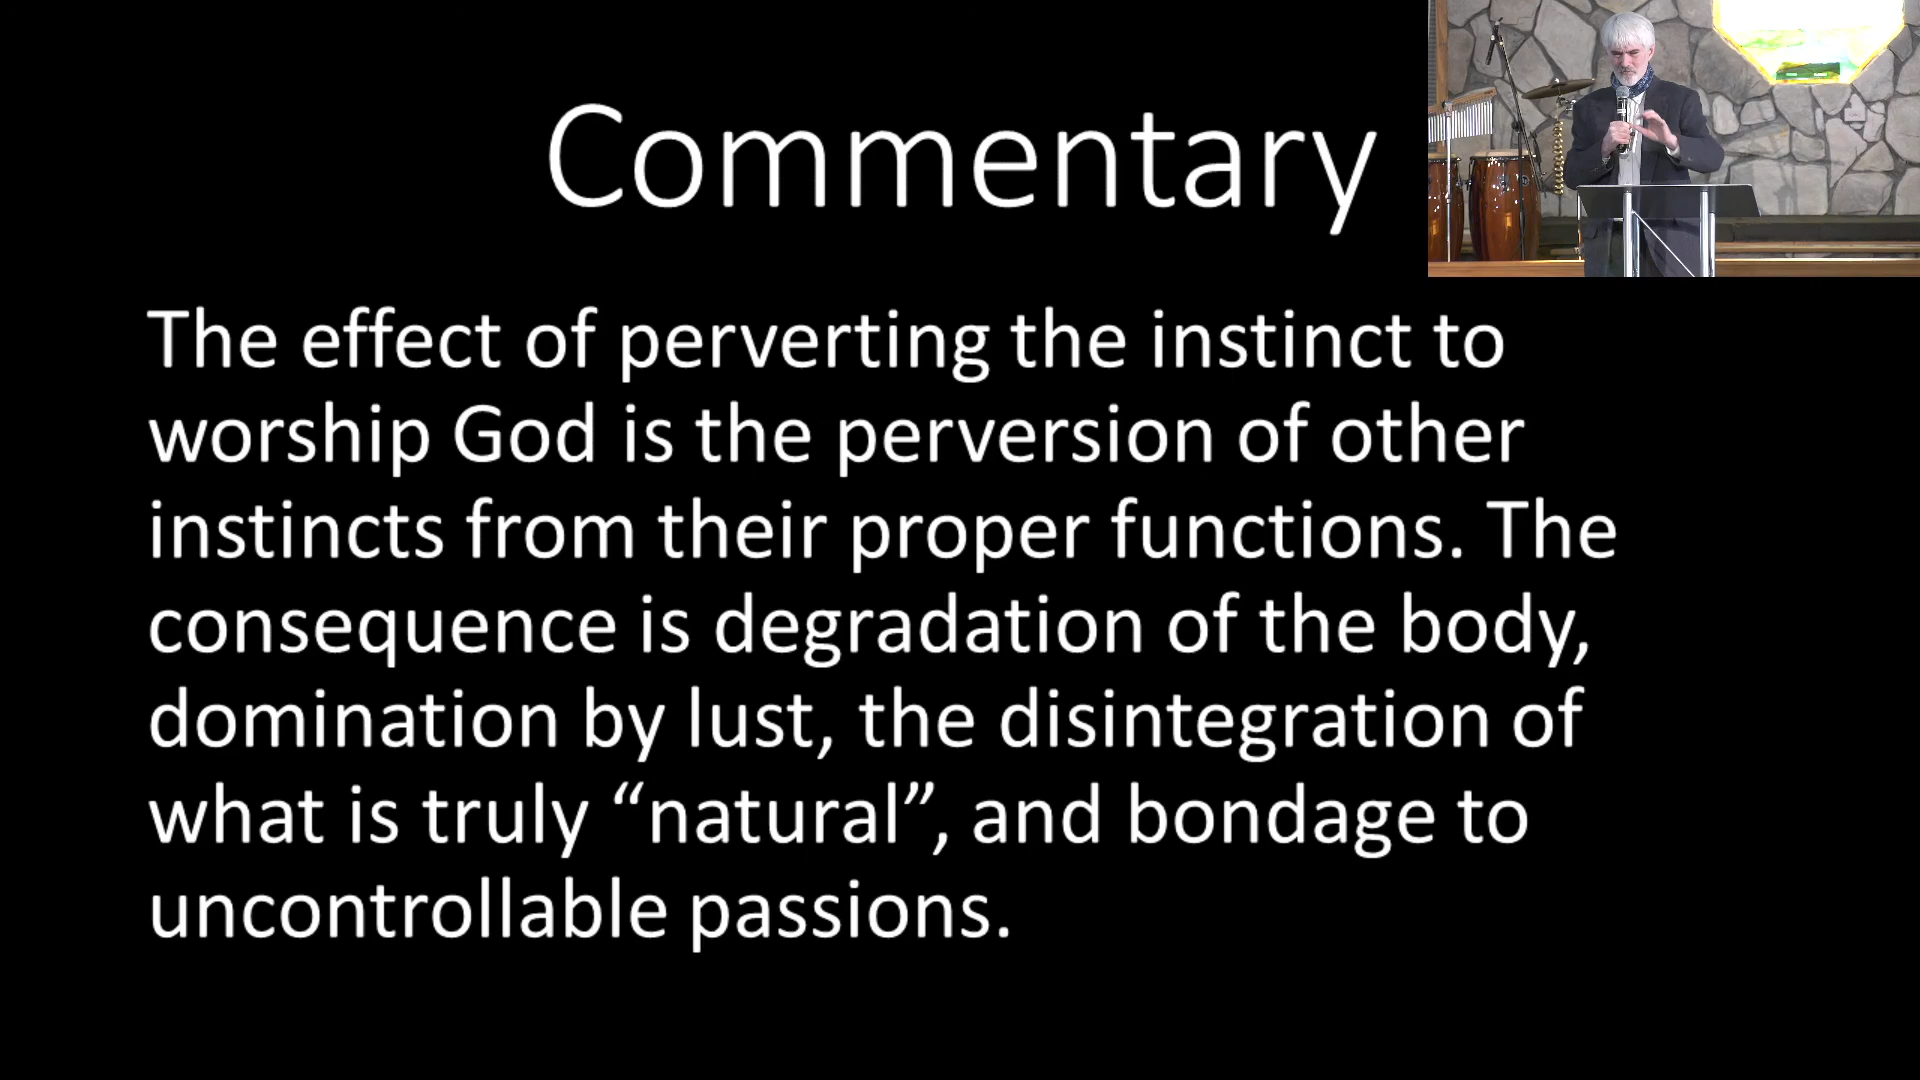 Commentary
The effect of perverting the instinct to
worship God is the perversion of other
instincts from their proper functions. The
consequence is degradation of the body,
domination by lust, the disintegration of
what is truly “natural”, and bondage to
uncontrollable passions.